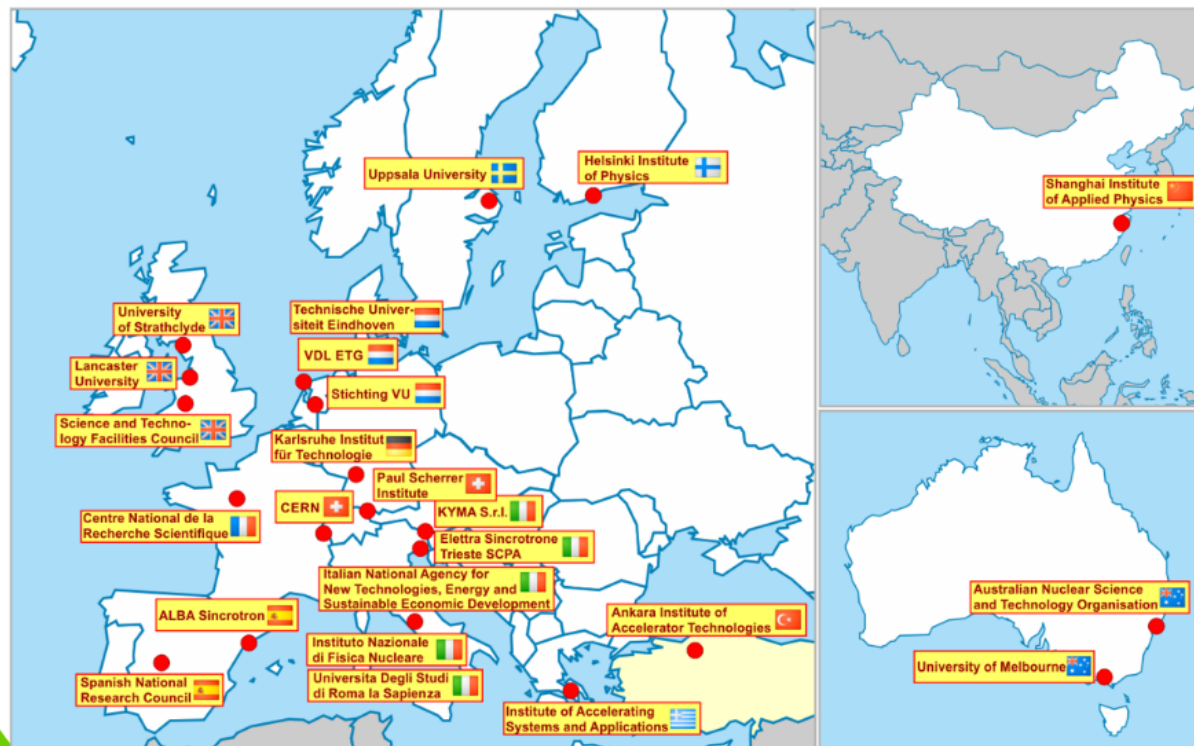 Uppsala University
Helsinki Institute
of Physics
Shanghai Institute
of Applied Physics
University
of Strathclyde
Technische Univer-
siteit Eindhoven
VDL ETG
Lancaster
University
Stichting VU
Science and Techno-
logy Facilities Council
Karlsruhe Institut
für Technologie
Paul Scherrer
Institute
CERN
KYMA S.r.l.
Centre National de la
Recherche Scientifique
Elettra Sincrotrone
Trieste SCPA
Italian National Agency for
New Technologies, Energy and
Sustainable Economic Development
ALBA Sincrotron
Ankara Institute of
Accelerator Technologies
Instituto Nazionale
di Fisica Nucleare
Spanish National
Research Council
Universita Degli Studi
di Roma la Sapienza
Institute of Accelerating
Systems and Applications
Australian Nuclear Science
and Technology Organisation
University of Melbourne